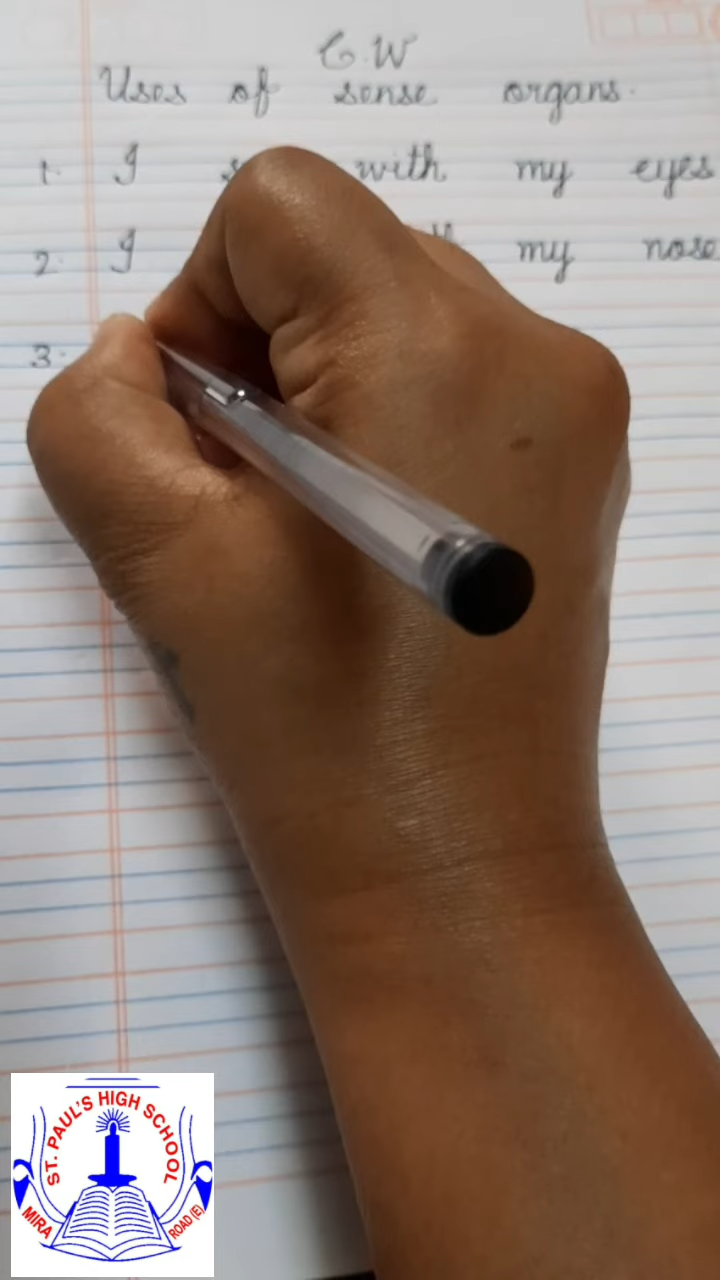 C.W
Uses of sense organs.
1. I with my eyes
2. I my nose
3.
ST. PAUL'S HIGH SCHOOL
MIRA ROAD (E)